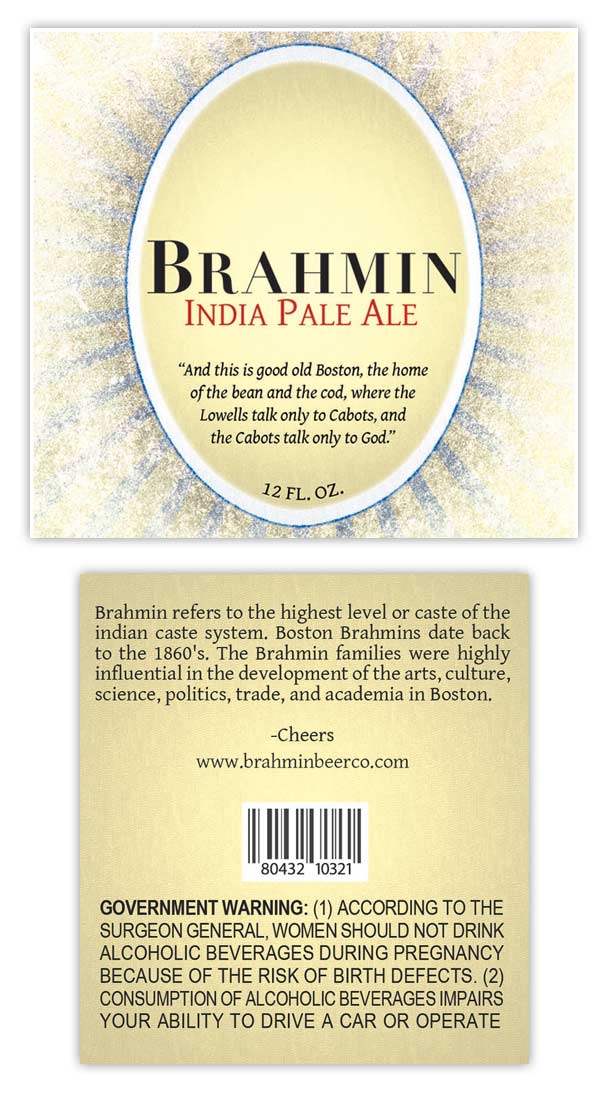 BRAHMIN
INDIA PALE ALE
“And this is good old Boston, the home
of the bean and the cod, where the
Lowells talk only to Cabots, and
the Cabots talk only to God.”
12 FL. OZ.
Brahmin refers to the highest level or caste of the
indian caste system. Boston Brahmins date back
to the 1860's. The Brahmin families were highly
influential in the development of the arts, culture,
science, politics, trade, and academia in Boston.
-Cheers
www.brahminbeerco.com
80432 10321
GOVERNMENT WARNING: (1) ACCORDING TO THE
SURGEON GENERAL, WOMEN SHOULD NOT DRINK
ALCOHOLIC BEVERAGES DURING PREGNANCY
BECAUSE OF THE RISK OF BIRTH DEFECTS. (2)
CONSUMPTION OF ALCOHOLIC BEVERAGES IMPAIRS
YOUR ABILITY TO DRIVE A CAR OR OPERATE